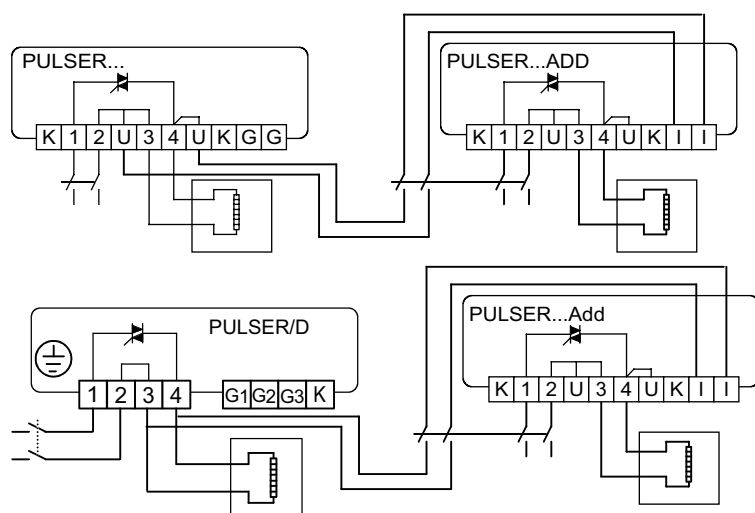 PULSER...
K 1 2 U 3 4 U K G G
PULSER...ADD
K 1 2 U 3 4 U K I I
PULSER/D
1 2 3 4 G1 G2 G3 K
PULSER...Add
K 1 2 U 3 4 U K I I